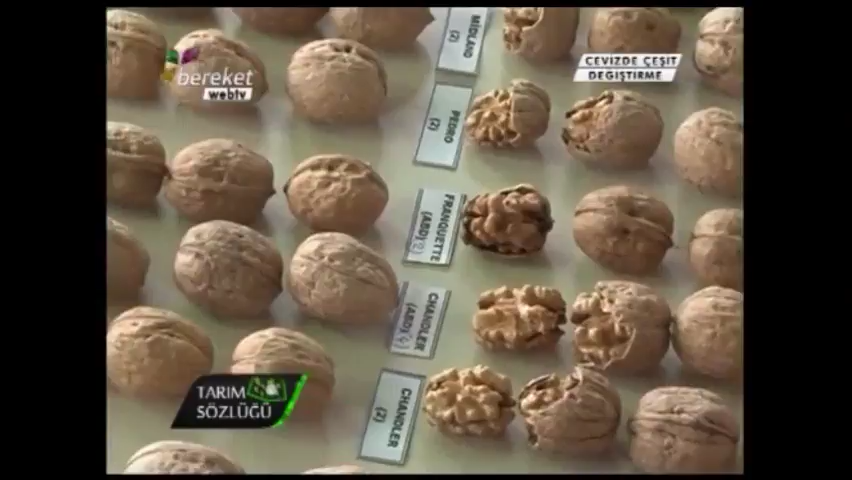 bereket
webtv
CEVİZDE ÇEŞİT
DEĞİŞTİRME
MİDLAND
(2)
PEDRO
(2)
FRANQUETTE
(ABD)(2)
CHANDLER
(ABD)
CHANDLER
(2)
TARIM
SÖZLÜĞÜ